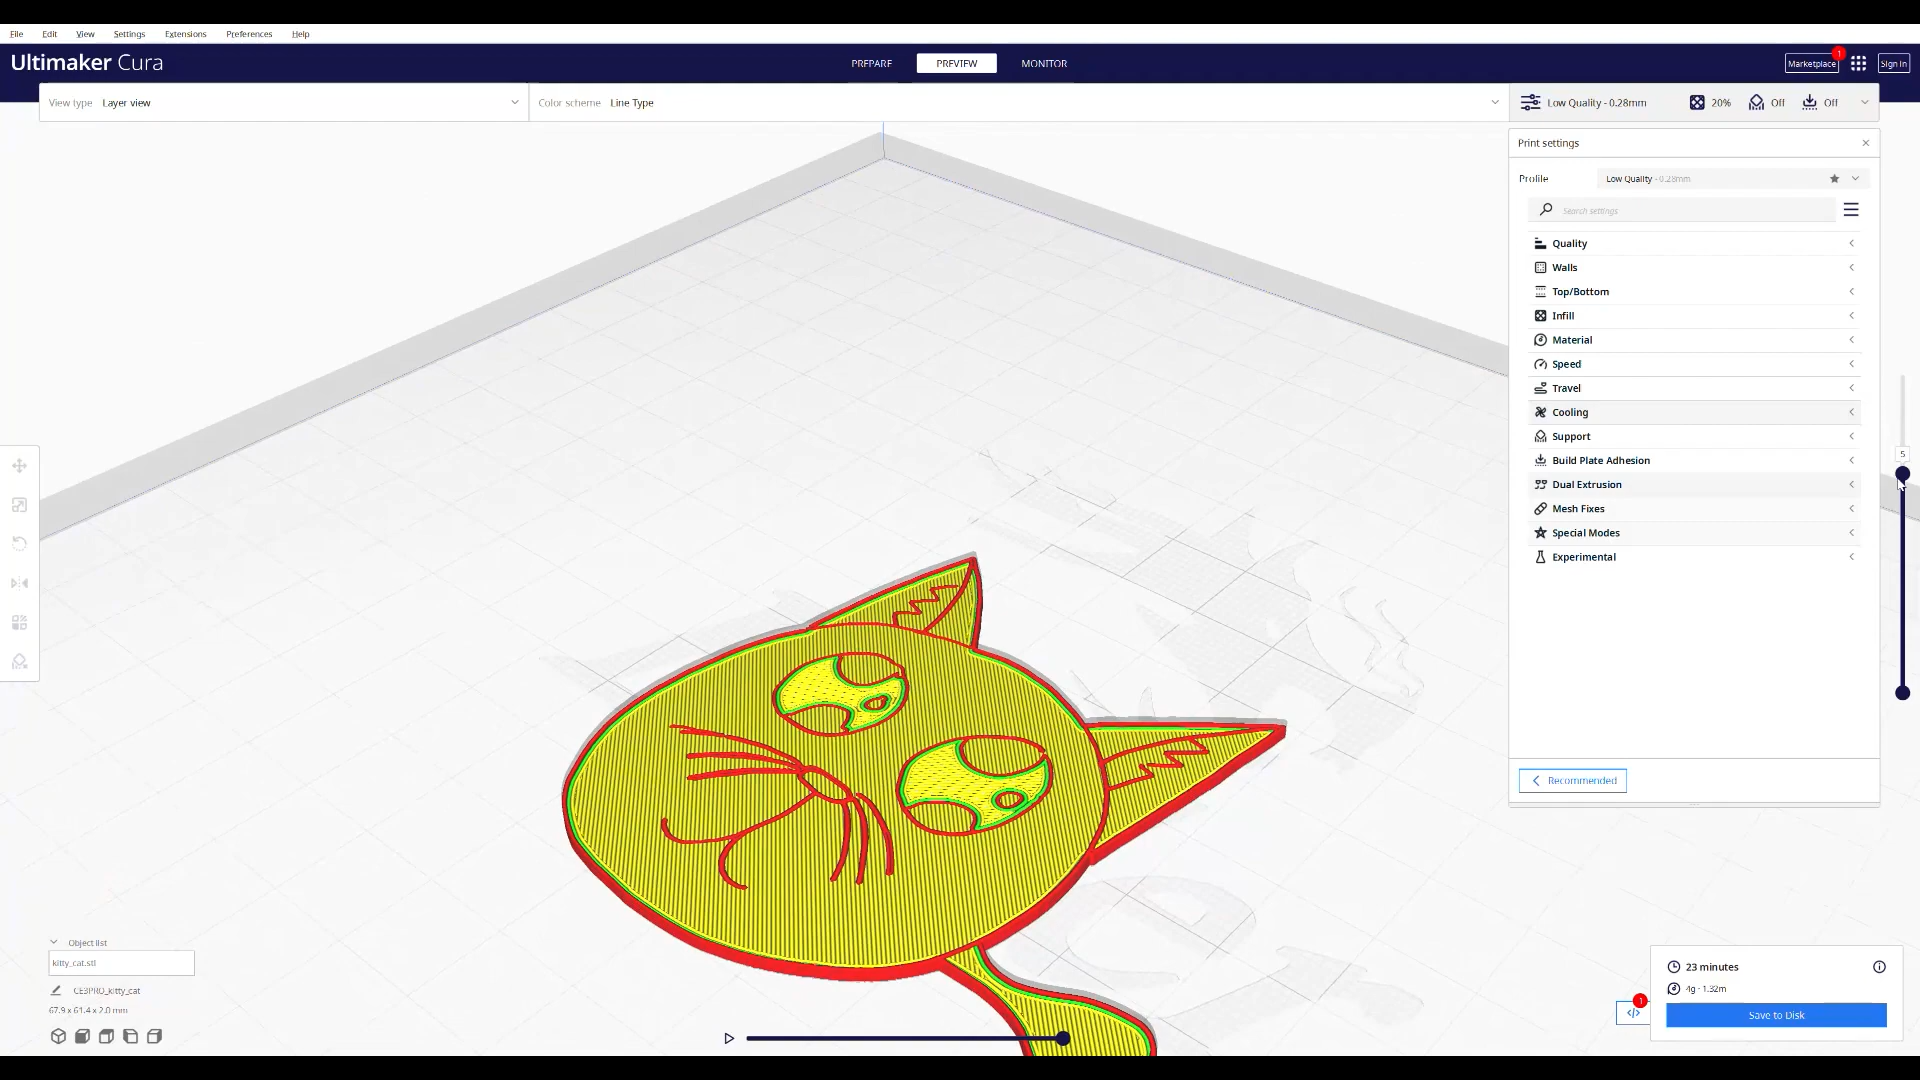 File Edit View Settings Extensions Preferences Help
Ultimaker Cura
PREPARE PREVIEW MONITOR
Marketplace 1 Sign in
View type Layer view
Color scheme Line Type
Low Quality - 0.28mm 20% Off Off
Print settings
Profile Low Quality - 0.28mm
Search settings
Quality
Walls
Top/Bottom
Infill
Material
Speed
Travel
Cooling
Support
5
Build Plate Adhesion
Dual Extrusion
Mesh Fixes
Special Modes
Experimental
Recommended
Object list
kitty_cat.stl
CE3PRO_kitty_cat
67.9 x 61.4 x 2.0 mm
23 minutes
4g - 1.32m
1
Save to Disk